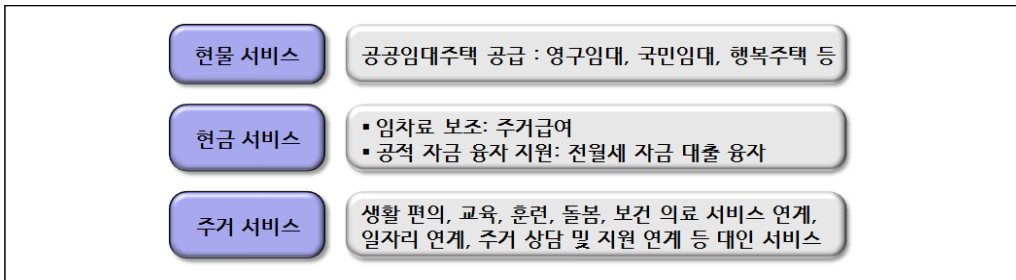 현물 서비스
공공임대주택 공급 : 영구임대, 국민임대, 행복주택 등
현금 서비스
▪ 임차료 보조: 주거급여
▪ 공적 자금 융자 지원: 전월세 자금 대출 융자
주거 서비스
생활 편의, 교육, 훈련, 돌봄, 보건 의료 서비스 연계,
일자리 연계, 주거 상담 및 지원 연계 등 대인 서비스